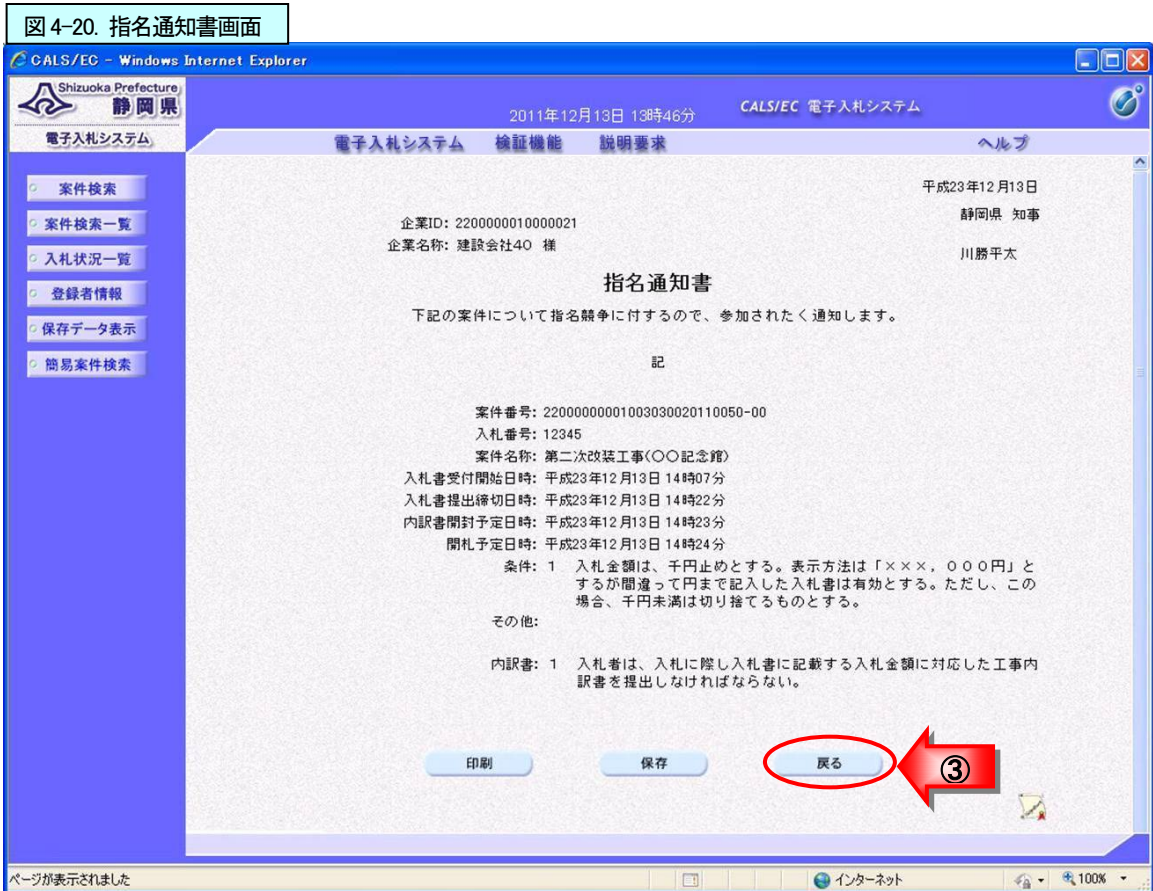 図 4-20. 指名通知書画面
CALS/EC - Windows Internet Explorer
Shizuoka Prefecture
静岡県
電子入札システム
2011年12月13日 13時46分
CALS/EC 電子入札システム
電子入札システム 検証機能 説明要求 ヘルプ
案件検索
案件検索一覧
入札状況一覧
登録者情報
保存データ表示
簡易案件検索
平成23年12月13日
静岡県 知事
企業ID: 2200000010000021
企業名称: 建設会社40 様
川勝平太
指名通知書
下記の案件について指名競争に付するので、参加されたく通知します。
記
案件番号: 22000000001003030020110050-00
入札番号: 12345
案件名称: 第二次改装工事(〇〇記念館)
入札書受付開始日時: 平成23年12月13日 14時07分
入札書提出締切日時: 平成23年12月13日 14時22分
内訳書開封予定日時: 平成23年12月13日 14時23分
開札予定日時: 平成23年12月13日 14時24分
条件: 1 入札金額は、千円止めとする。表示方法は「×××,000円」と
するが間違って円まで記入した入札書は有効とする。ただし、この
場合、千円未満は切り捨てるものとする。
その他:
内訳書: 1 入札者は、入札に際し入札書に記載する入札金額に対応した工事内
訳書を提出しなければならない。
印刷 保存 戻る
③
ページが表示されました
インターネット
100%